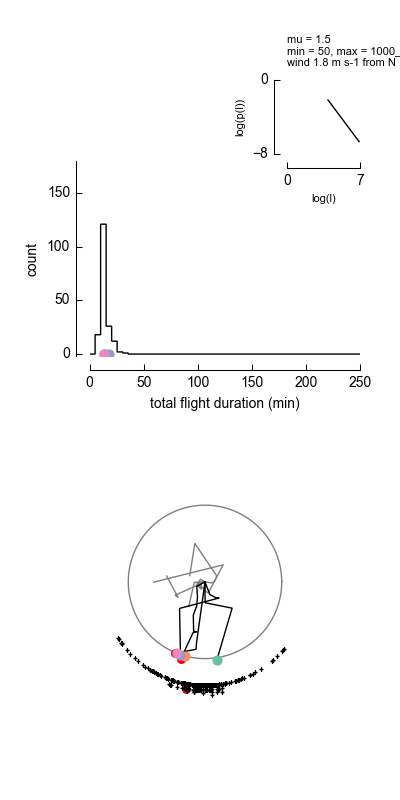 mu = 1.5
min = 50, max = 1000_
wind 1.8 m s-1 from N
0
log(p(l))
−8
0
7
log(l)
150
100
50
0
count
0
50
100
150
200
250
total flight duration (min)